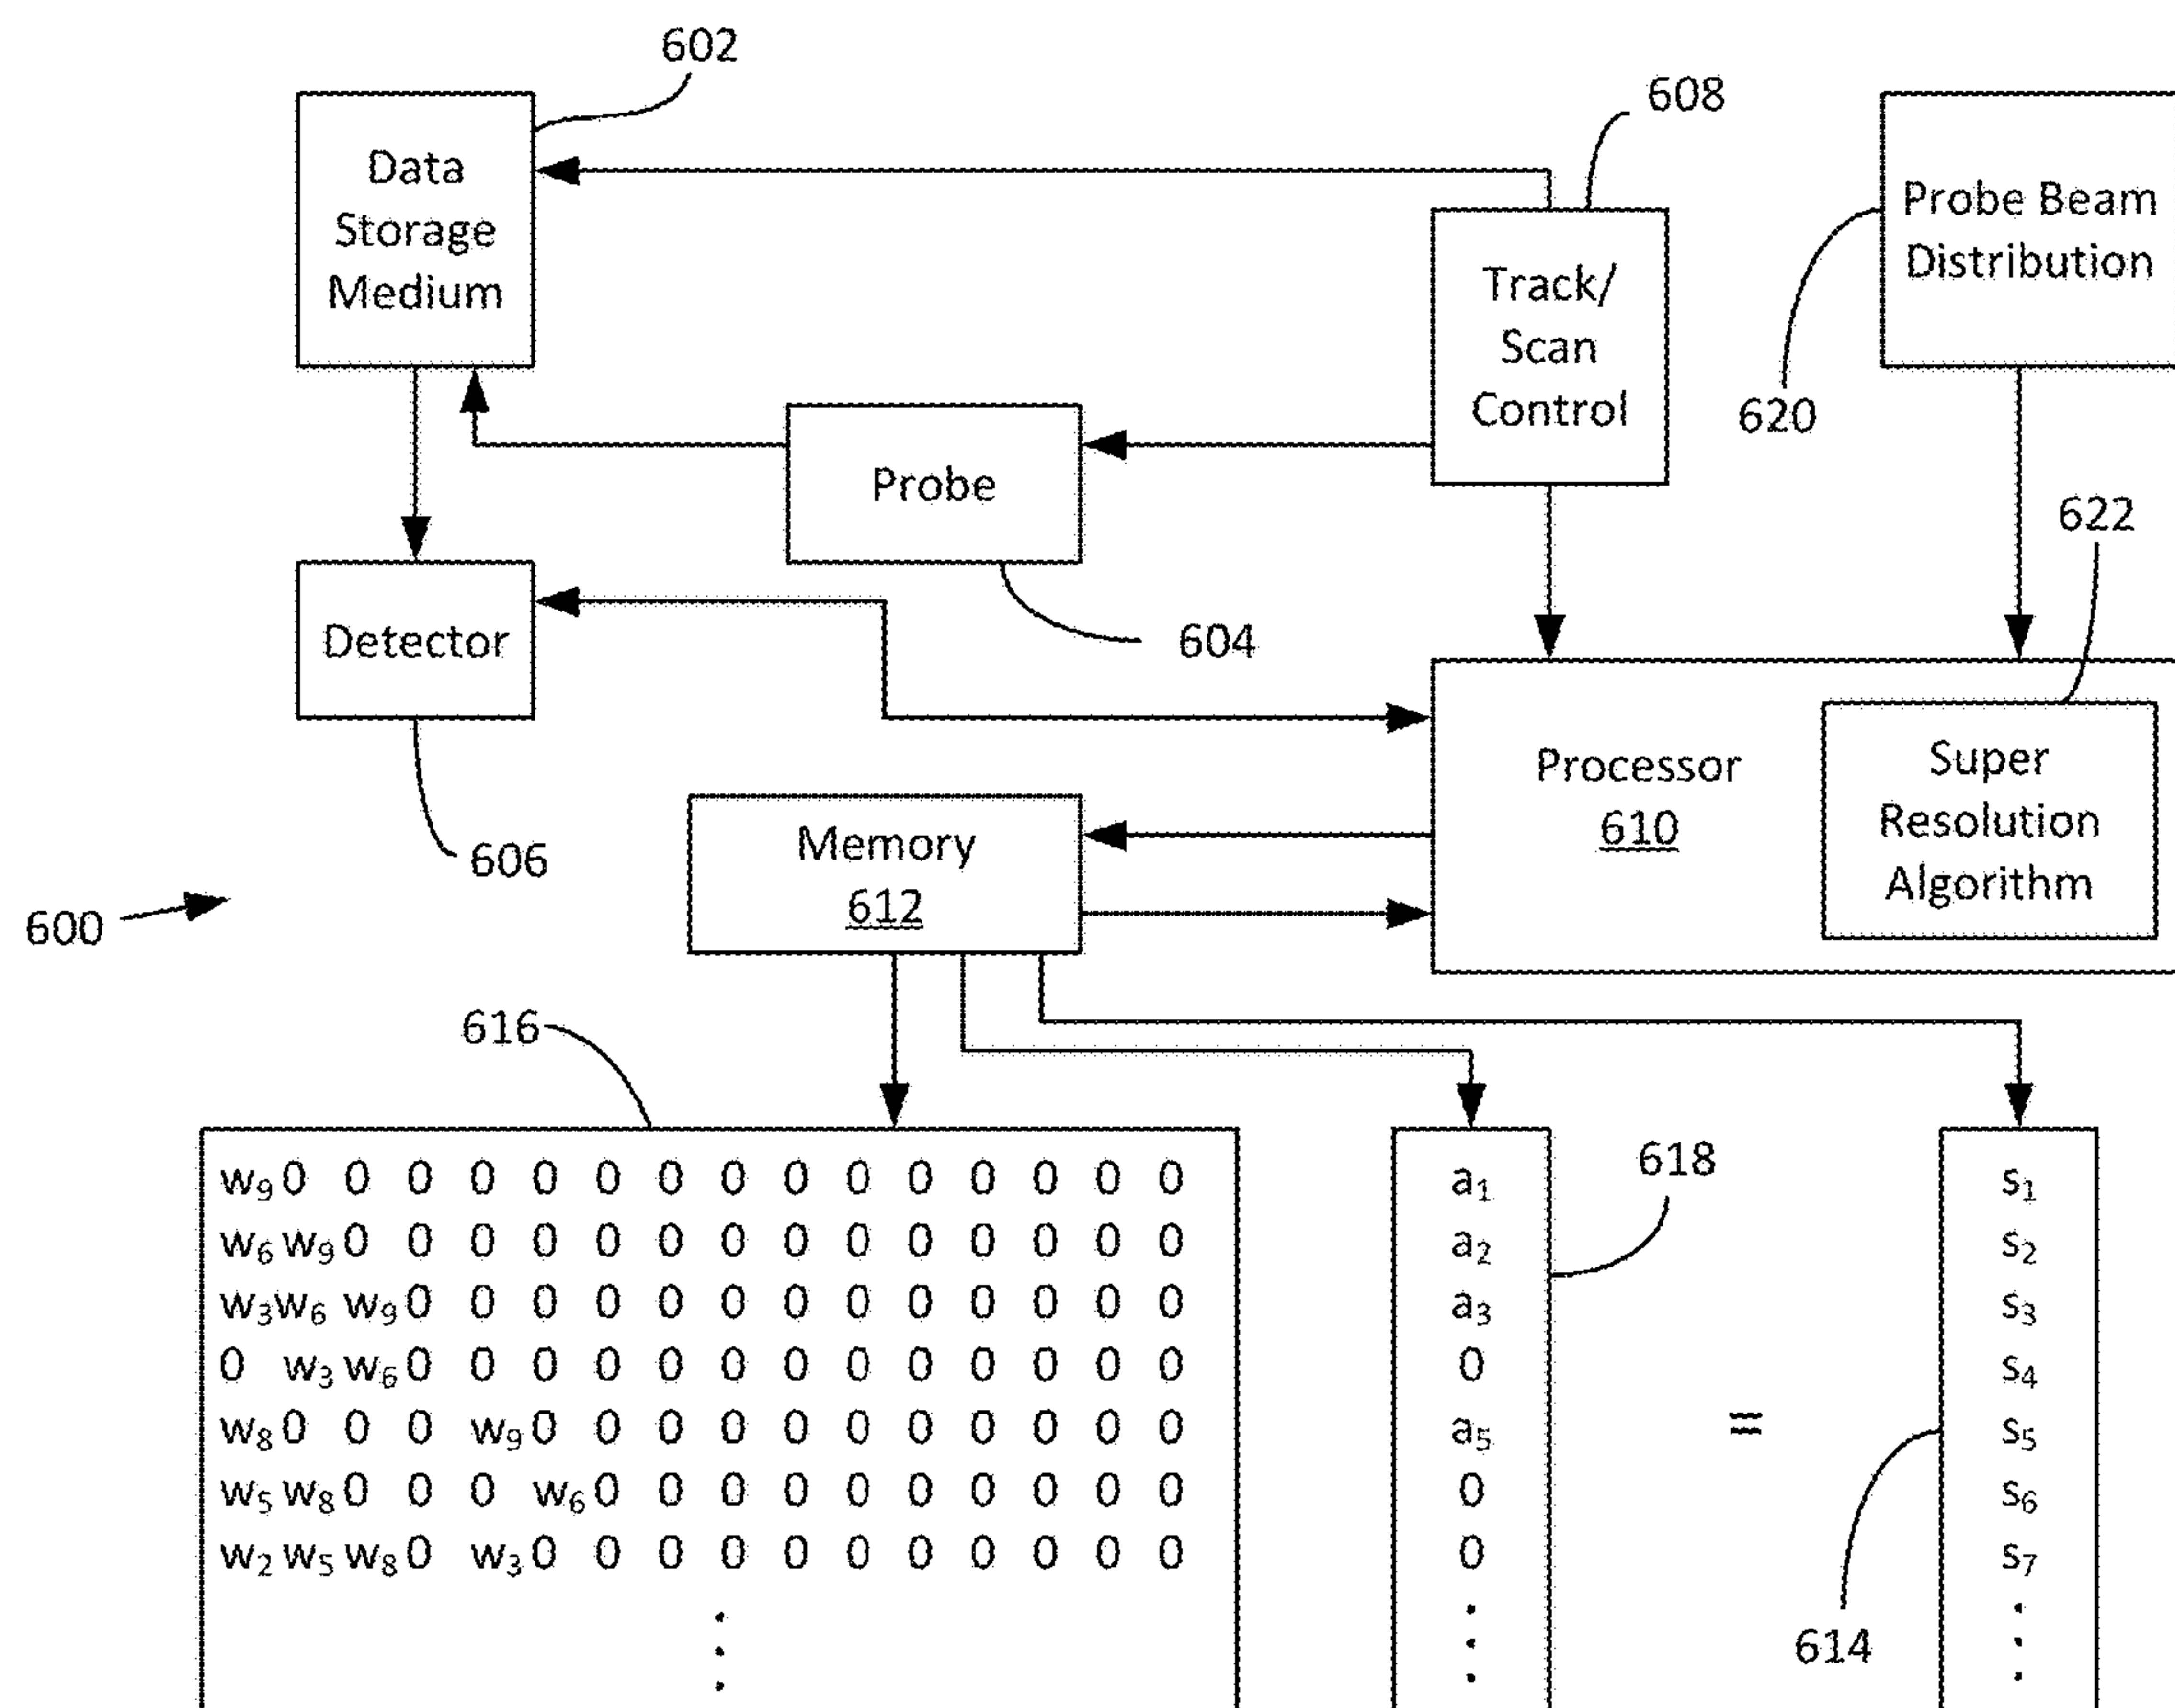 602
608
Data
Storage
Medium
Probe Beam
Distribution
Track/
Scan
Control
620
Probe
622
Detector
604
Processor
610
Super
Resolution
Algorithm
Memory
612
606
600
616
618
w₉ 0 0 0 0 0 0 0 0 0 0 0 0 0 0 0
w₆ w₉ 0 0 0 0 0 0 0 0 0 0 0 0 0 0
w₃ w₆ w₉ 0 0 0 0 0 0 0 0 0 0 0 0 0
0 w₃ w₆ 0 0 0 0 0 0 0 0 0 0 0 0 0
w₈ 0 0 0 w₉ 0 0 0 0 0 0 0 0 0 0 0
w₅ w₈ 0 0 0 w₆ 0 0 0 0 0 0 0 0 0 0
w₂ w₅ w₈ 0 w₃ 0 0 0 0 0 0 0 0 0 0 0
a₁
a₂
a₃
0
a₅
0
0
=
s₁
s₂
s₃
s₄
s₅
s₆
s₇
614